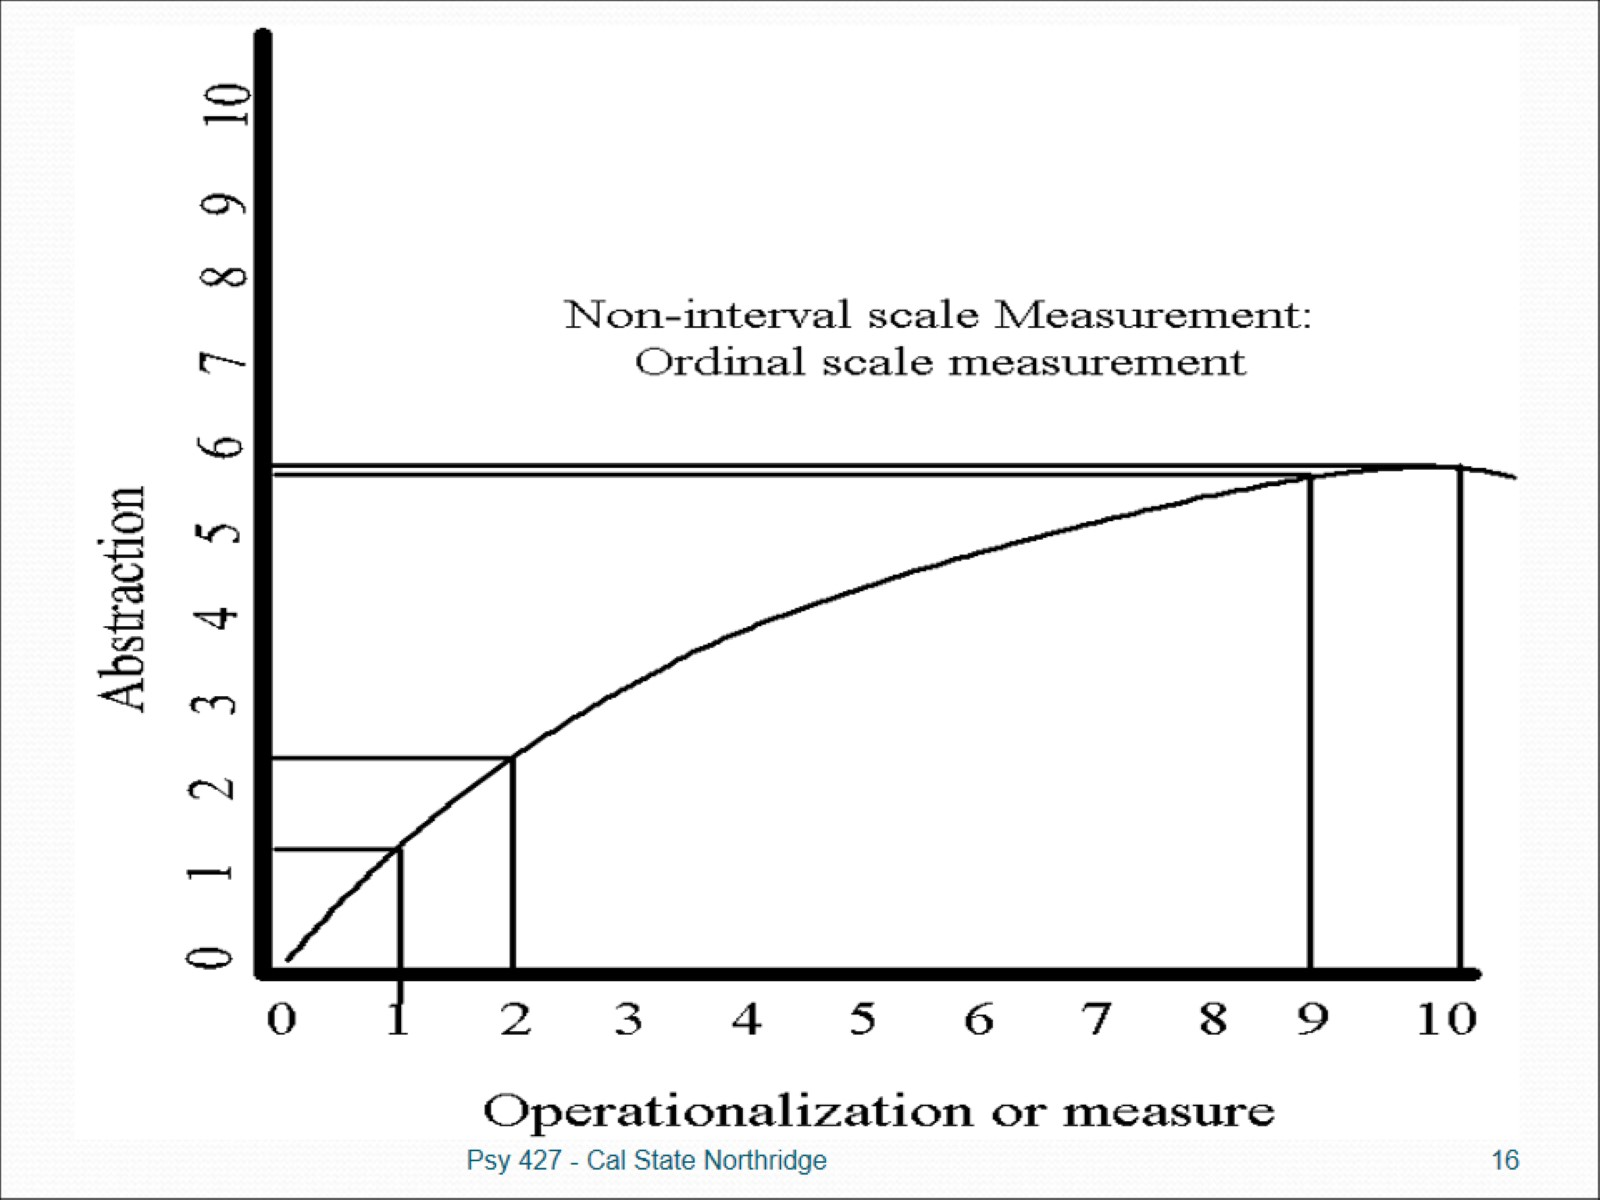 10
9
8
7
6
5
4
3
2
1
0
Abstraction
Non-interval scale Measurement:
Ordinal scale measurement
0 1 2 3 4 5 6 7 8 9 10
Operationalization or measure
Psy 427 - Cal State Northridge
16